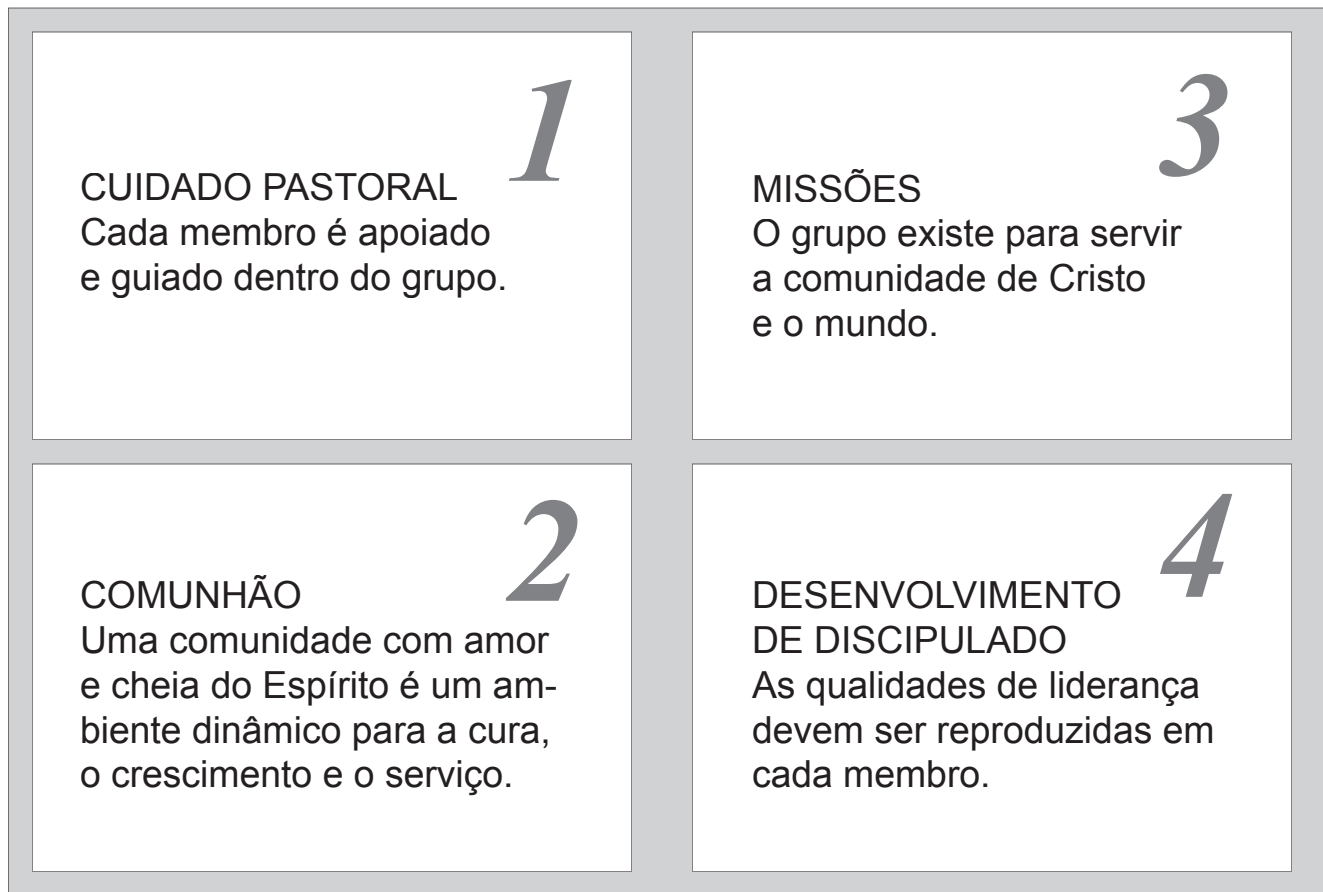 1
CUIDADO PASTORAL
Cada membro é apoiado
e guiado dentro do grupo.
2
COMUNHÃO
Uma comunidade com amor
e cheia do Espírito é um am-
biente dinâmico para a cura,
o crescimento e o serviço.
3
MISSÕES
O grupo existe para servir
a comunidade de Cristo
e o mundo.
4
DESENVOLVIMENTO
DE DISCIPULADO
As qualidades de liderança
devem ser reproduzidas em
cada membro.